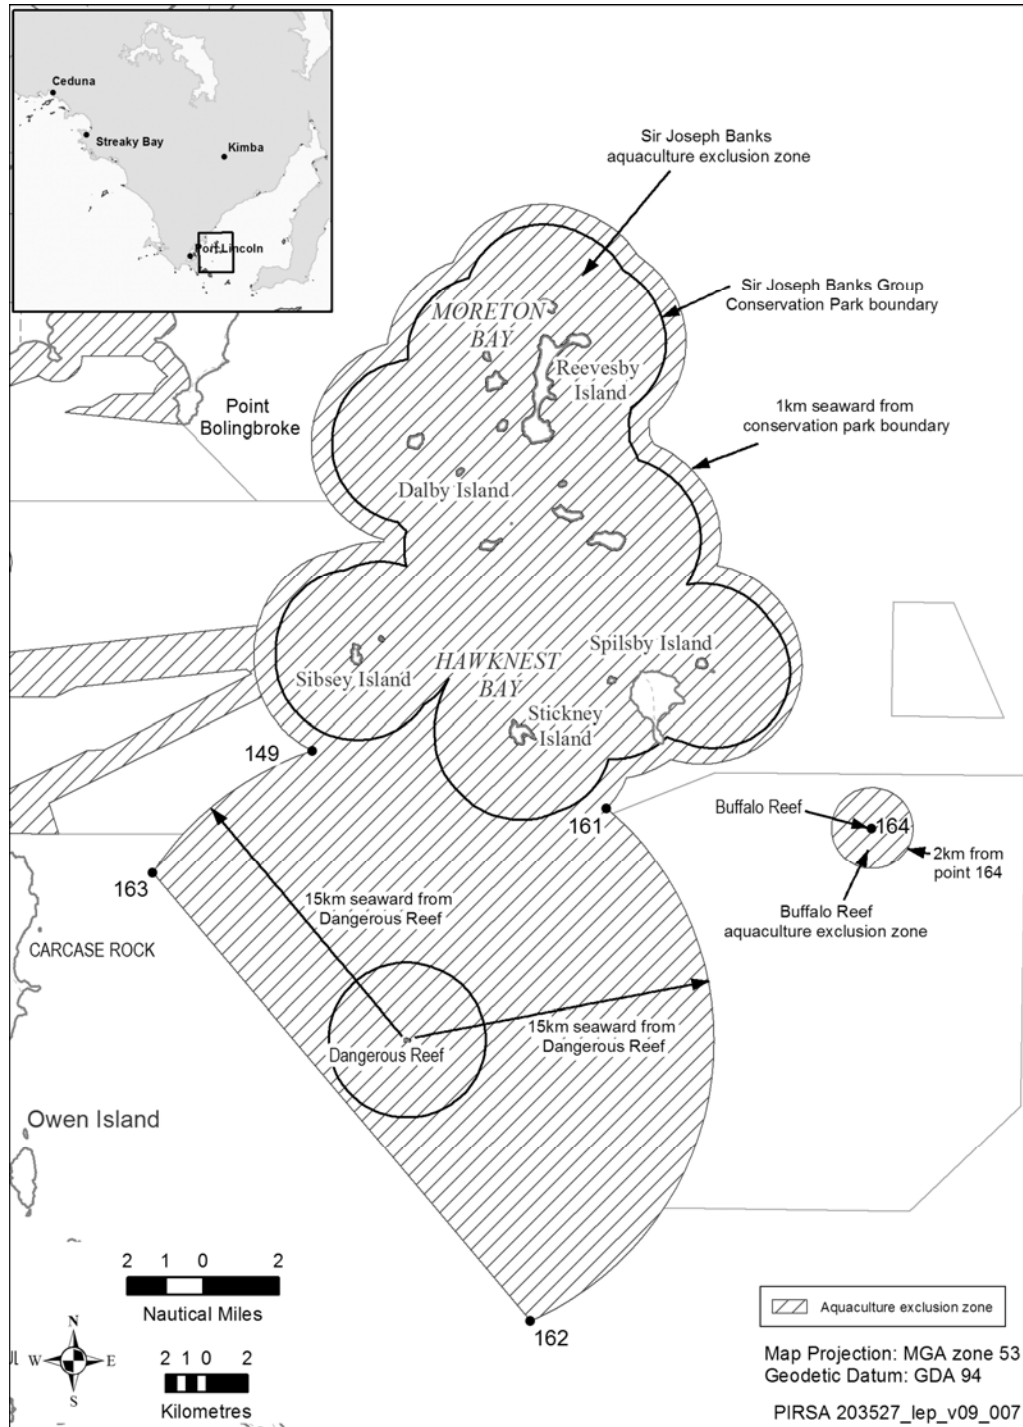 Ceduna
Streaky Bay
Kimba
Port Lincoln
Sir Joseph Banks
aquaculture exclusion zone
Sir Joseph Banks Group
Conservation Park boundary
MORETON
BAY
Reevesby
Island
Point
Bolingbroke
1km seaward from
conservation park boundary
Dalby Island
Spilsby Island
HAWKNEST
BAY
Sibsey Island
Stickney
Island
149
161
Buffalo Reef
164
2km from
point 164
163
15km seaward from
Dangerous Reef
Buffalo Reef
aquaculture exclusion zone
CARCASE ROCK
15km seaward from
Dangerous Reef
Dangerous Reef
Owen Island
2 1 0 2
Nautical Miles
162
Aquaculture exclusion zone
N
W E
S
2 1 0 2
Kilometres
Map Projection: MGA zone 53
Geodetic Datum: GDA 94
PIRSA 203527_lep_v09_007